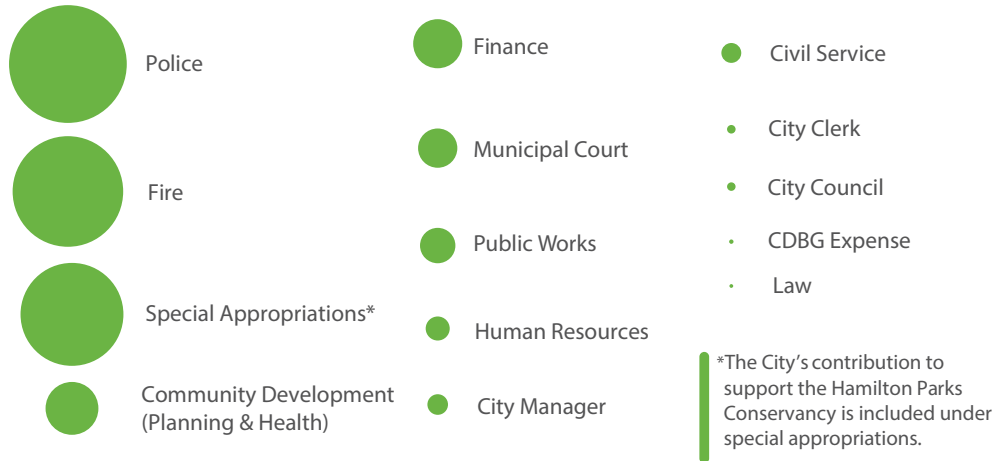 Police
Fire
Special Appropriations*
Community Development
(Planning & Health)
Finance
Municipal Court
Public Works
Human Resources
City Manager
Civil Service
City Clerk
City Council
CDBG Expense
Law
*The City's contribution to
support the Hamilton Parks
Conservancy is included under
special appropriations.